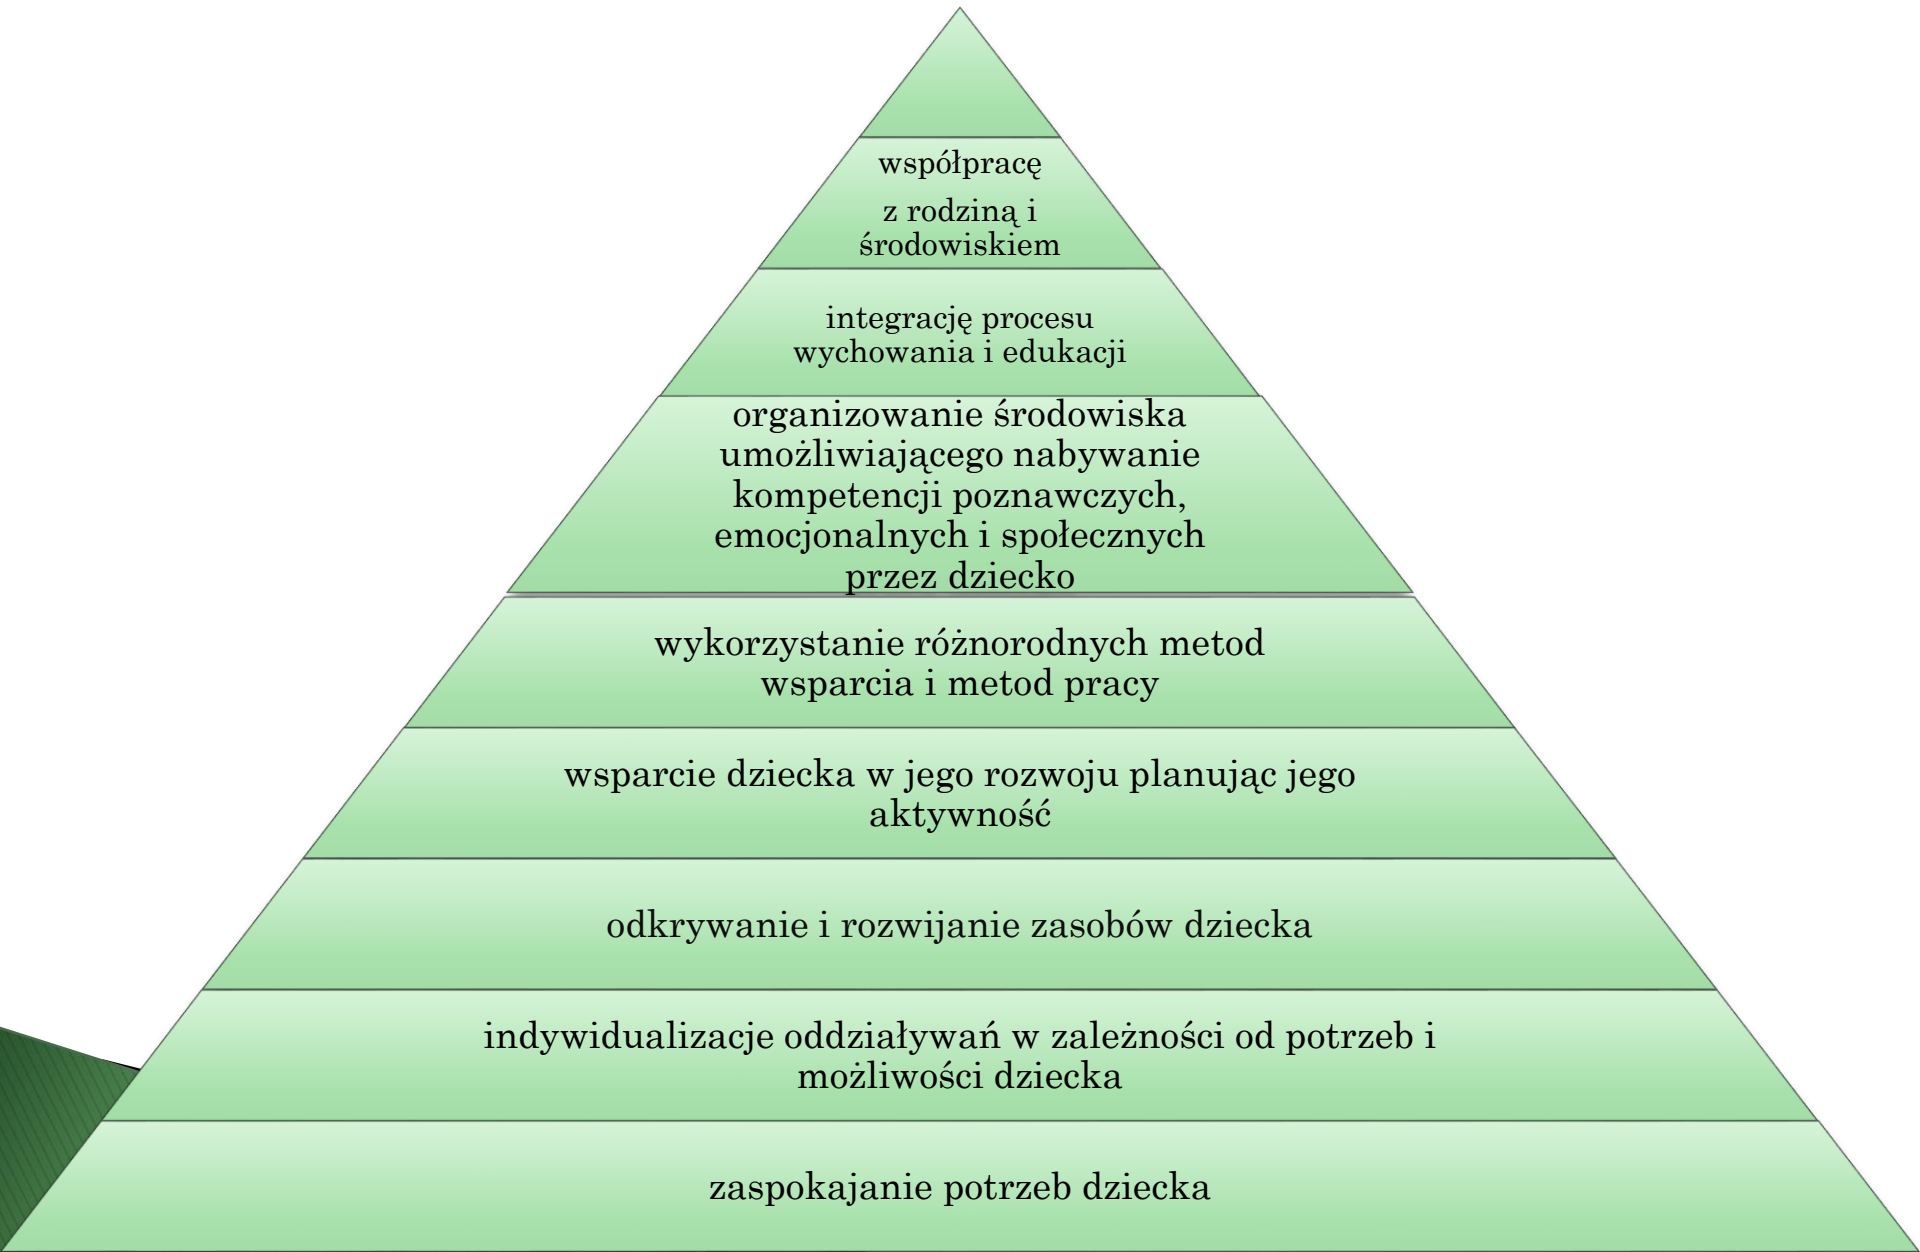 współpracę
z rodziną i
środowiskiem
integrację procesu
wychowania i edukacji
organizowanie środowiska
umożliwiającego nabywanie
kompetencji poznawczych,
emocjonalnych i społecznych
przez dziecko
wykorzystanie różnorodnych metod
wsparcia i metod pracy
wsparcie dziecka w jego rozwoju planując jego
aktywność
odkrywanie i rozwijanie zasobów dziecka
indywidualizacje oddziaływań w zależności od potrzeb i
możliwości dziecka
zaspokajanie potrzeb dziecka